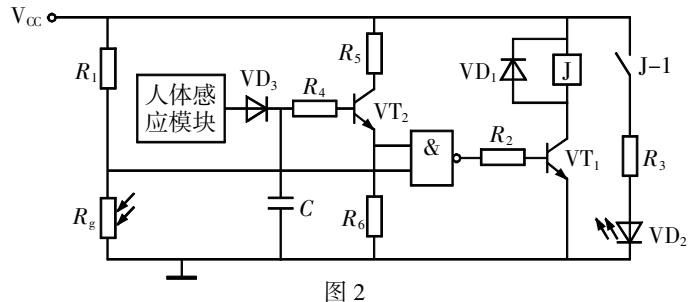 V_CC
R_1
人体感
应模块
VD_3
R_4
R_5
VT_2
VD_1
J
J-1
&
R_2
VT_1
R_3
R_g
C
R_6
VD_2
图 2